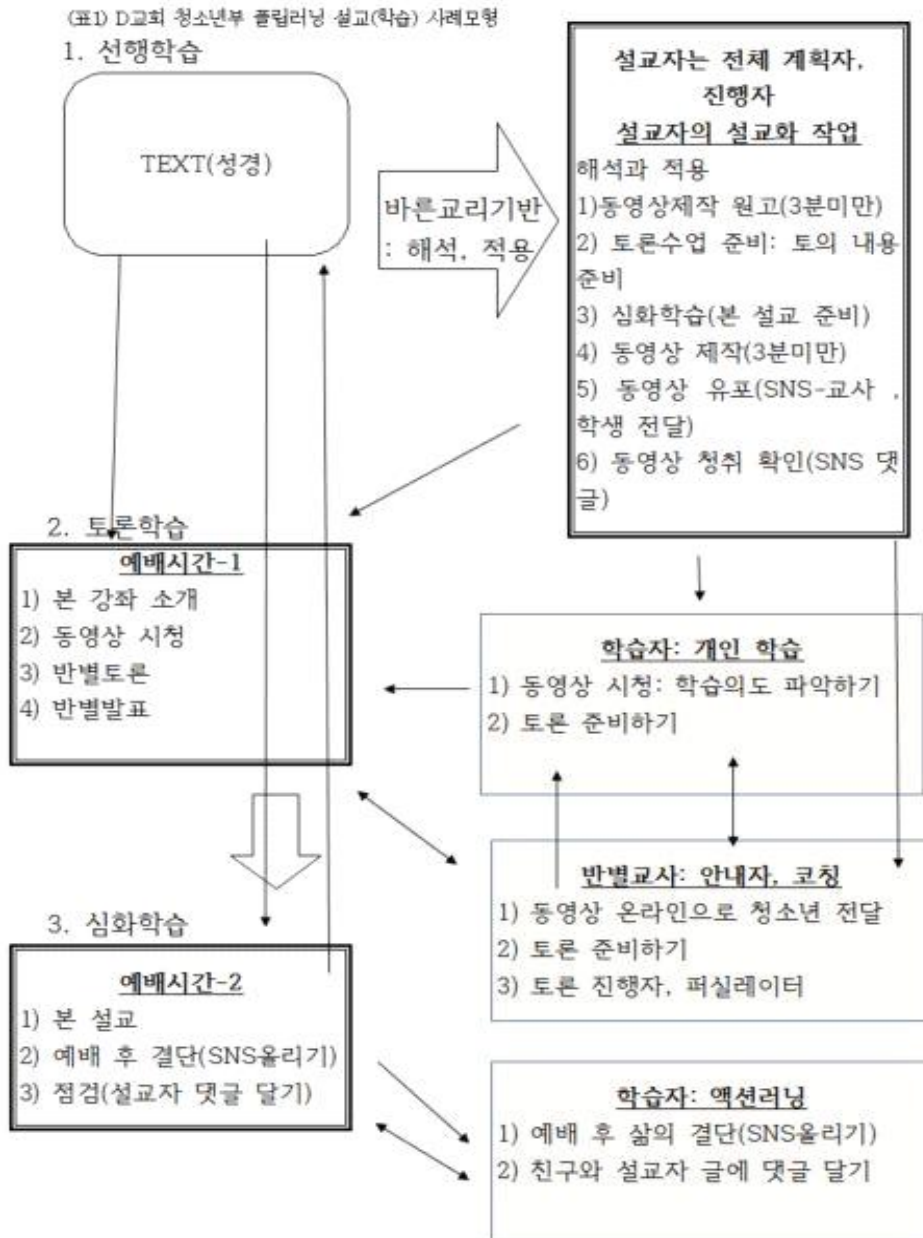 (표1) D교회 청소년부 플립러닝 설교(학습) 사례모형
1. 선행학습
TEXT(성경)
바른교리기반
: 해석, 적용
설교자는 전체 계획자,
진행자
설교자의 설교화 작업
해석과 적용
1)동영상제작 원고(3분미만)
2) 토론수업 준비: 토의 내용
준비
3) 심화학습(본 설교 준비)
4) 동영상 제작(3분미만)
5) 동영상 유포(SNS-교사 ,
학생 전달)
6) 동영상 청취 확인(SNS 댓
글)
2. 토론학습
예배시간-1
1) 본 강좌 소개
2) 동영상 시청
3) 반별토론
4) 반별발표
학습자: 개인 학습
1) 동영상 시청: 학습의도 파악하기
2) 토론 준비하기
반별교사: 안내자, 코칭
1) 동영상 온라인으로 청소년 전달
2) 토론 준비하기
3) 토론 진행자, 퍼실레이터
3. 심화학습
예배시간-2
1) 본 설교
2) 예배 후 결단(SNS올리기)
3) 점검(설교자 댓글 달기)
학습자: 액션러닝
1) 예배 후 삶의 결단(SNS올리기)
2) 친구와 설교자 글에 댓글 달기